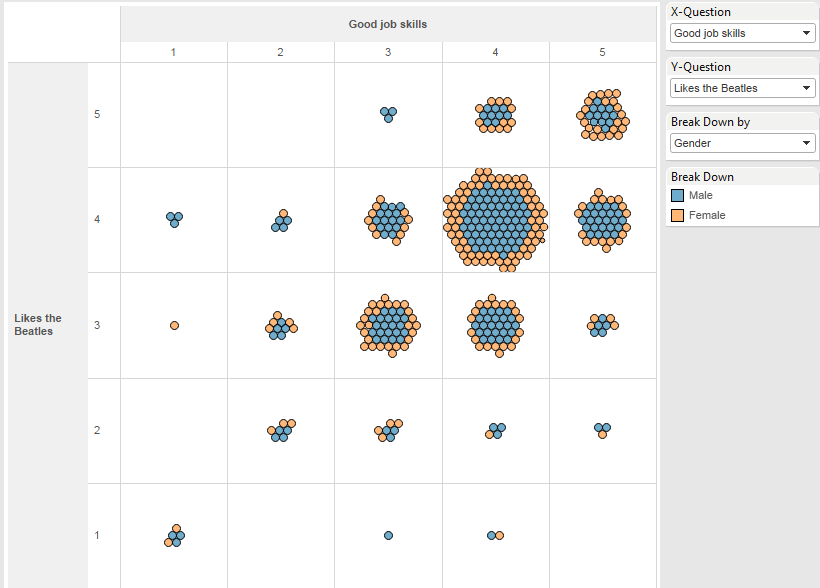 Good job skills
1 2 3 4 5
Likes the
Beatles
5
4
3
2
1
X-Question
Good job skills
Y-Question
Likes the Beatles
Break Down by
Gender
Break Down
Male
Female